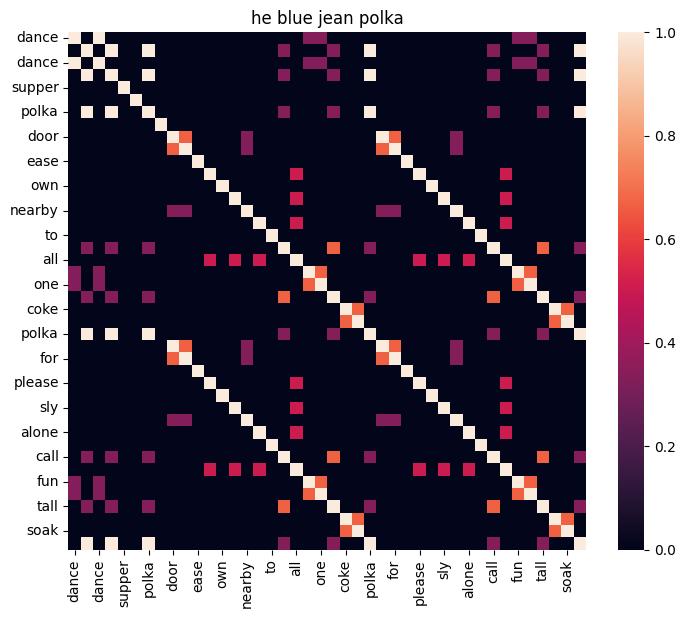 he blue jean polka
dance
dance
supper
polka
door
ease
own
nearby
to
all
one
coke
polka
for
please
sly
alone
call
fun
tall
soak
dance
dance
supper
polka
door
ease
own
nearby
to
all
one
coke
polka
for
please
sly
alone
call
fun
tall
soak
1.0
0.8
0.6
0.4
0.2
0.0